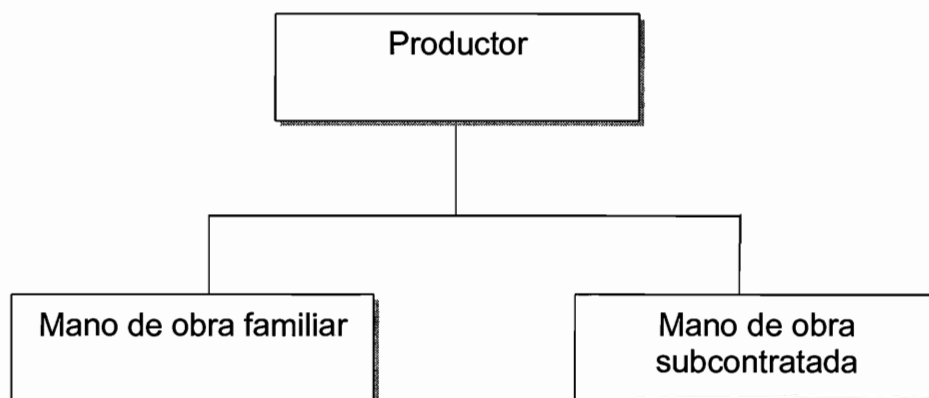 Productor
Mano de obra familiar
Mano de obra
subcontratada